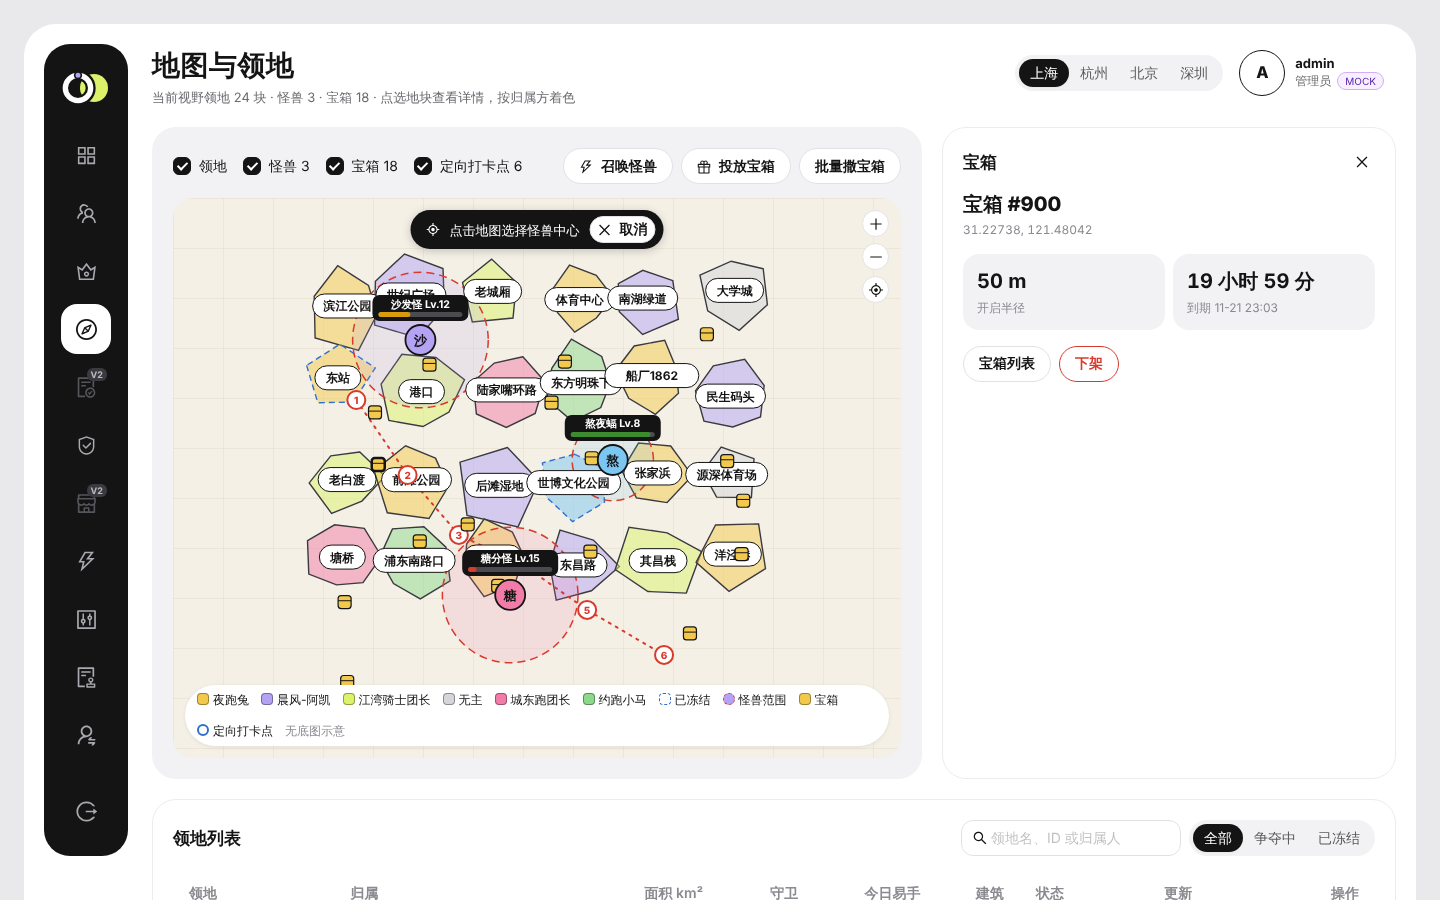 地图与领地
当前视野领地 24 块 · 怪兽 3 · 宝箱 18 · 点选地块查看详情，按归属方着色
上海
杭州
北京
深圳
A
admin
管理员
MOCK
V2
V2
领地
怪兽 3
宝箱 18
定向打卡点 6
召唤怪兽
投放宝箱
批量撒宝箱
点击地图选择怪兽中心
取消
滨江公园
世纪广场
老城厢
体育中心
南湖绿道
大学城
沙发怪 Lv.12
沙
东站
港口
陆家嘴环路
东方明珠下
船厂1862
民生码头
1
熬夜蝠 Lv.8
熬
老白渡
公园
2
后滩湿地
世博文化公园
张家浜
源深体育场
3
塘桥
浦东南路口
糖分怪 Lv.15
糖
东昌路
其昌栈
洋泾
5
6
夜跑兔
晨风-阿凯
江湾骑士团长
无主
城东跑团长
约跑小马
已冻结
怪兽范围
宝箱
定向打卡点
无底图示意
宝箱
宝箱 #900
31.22738, 121.48042
50 m
开启半径
19 小时 59 分
到期 11-21 23:03
宝箱列表
下架
领地列表
领地名、ID 或归属人
全部
争夺中
已冻结
领地
归属
面积 km²
守卫
今日易手
建筑
状态
更新
操作